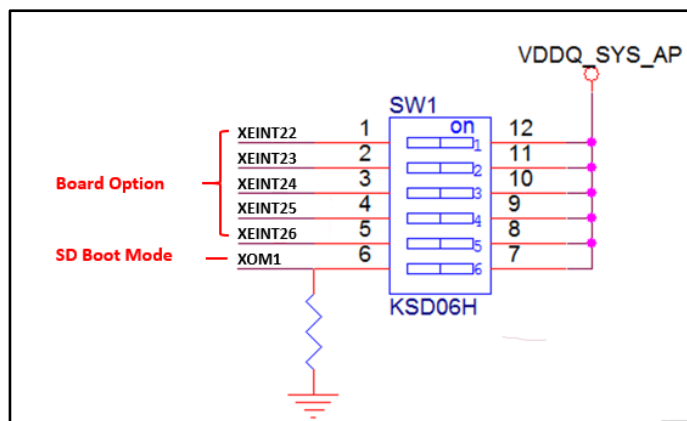 VDDQ_SYS_AP
SW1
on
XEINT22 1 1 12
XEINT23 2 2 11
Board Option
XEINT24 3 3 10
XEINT25 4 4 9
XEINT26 5 5 8
SD Boot Mode XOM1 6 6 7
KSD06H